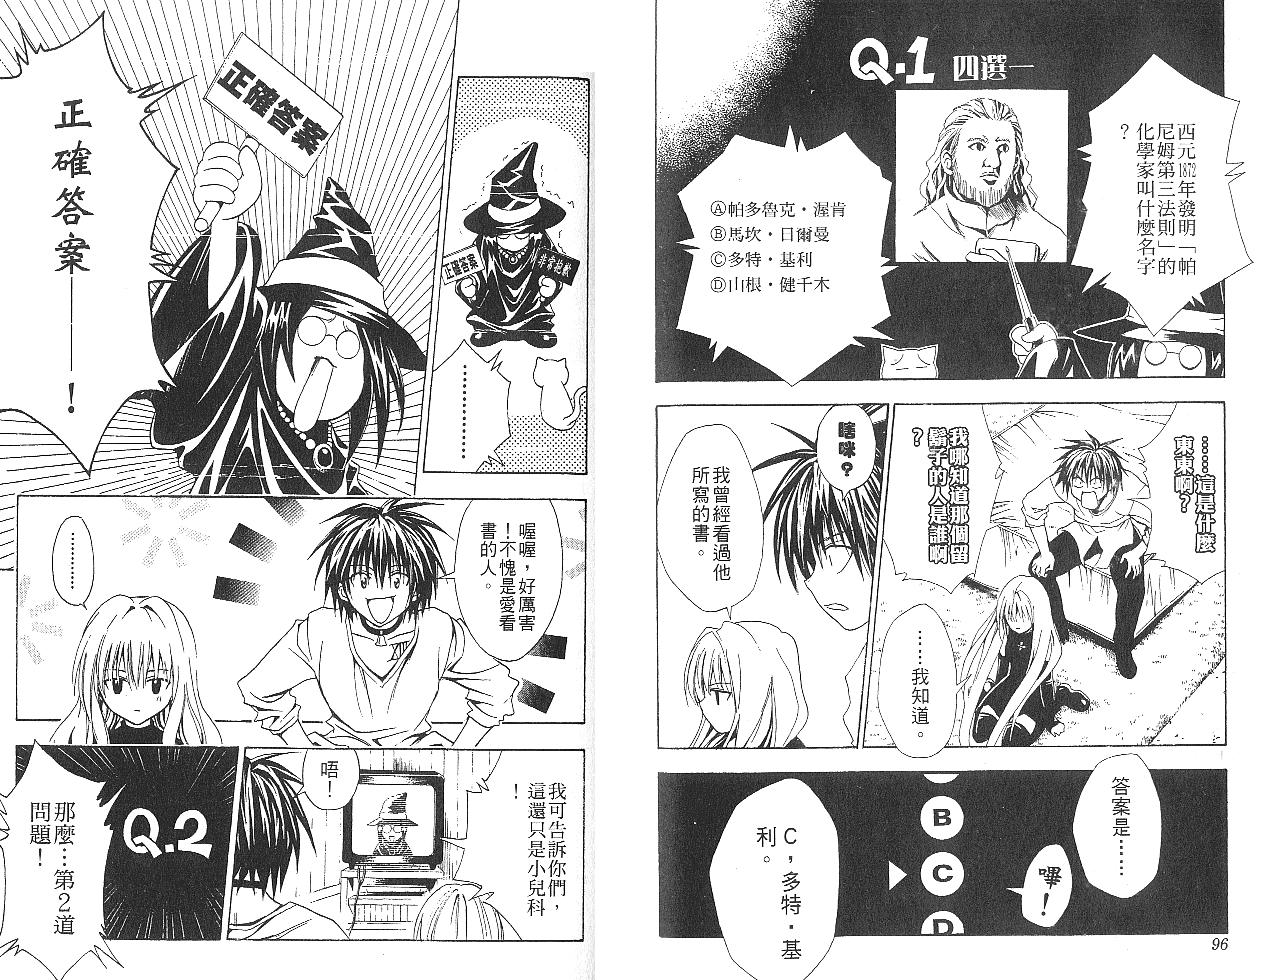 Q.1 四選一
西元1872年發明「帕
尼姆第三法則」的
化學家叫什麼名字
？
Ⓐ帕多魯克・渥肯
Ⓑ馬坎・日爾曼
Ⓒ多特・基利
Ⓓ山根・健千木
……這是什麼
東東啊？
我哪知道那個留
鬍子的人是誰啊
？
……我知道。
瞎咪？
我曾經看過他
所寫的書。
答案是……
嗶！
B
C
D
C，多特・基
利。
96
正確答案
非常抱歉
………
正確答案
正確答案——！
喔喔，好厲害
！不愧是愛看
書的人。
………
我可告訴你們，
這還只是小兒科
！
唔！
Q.2
那麼…第2道
問題！